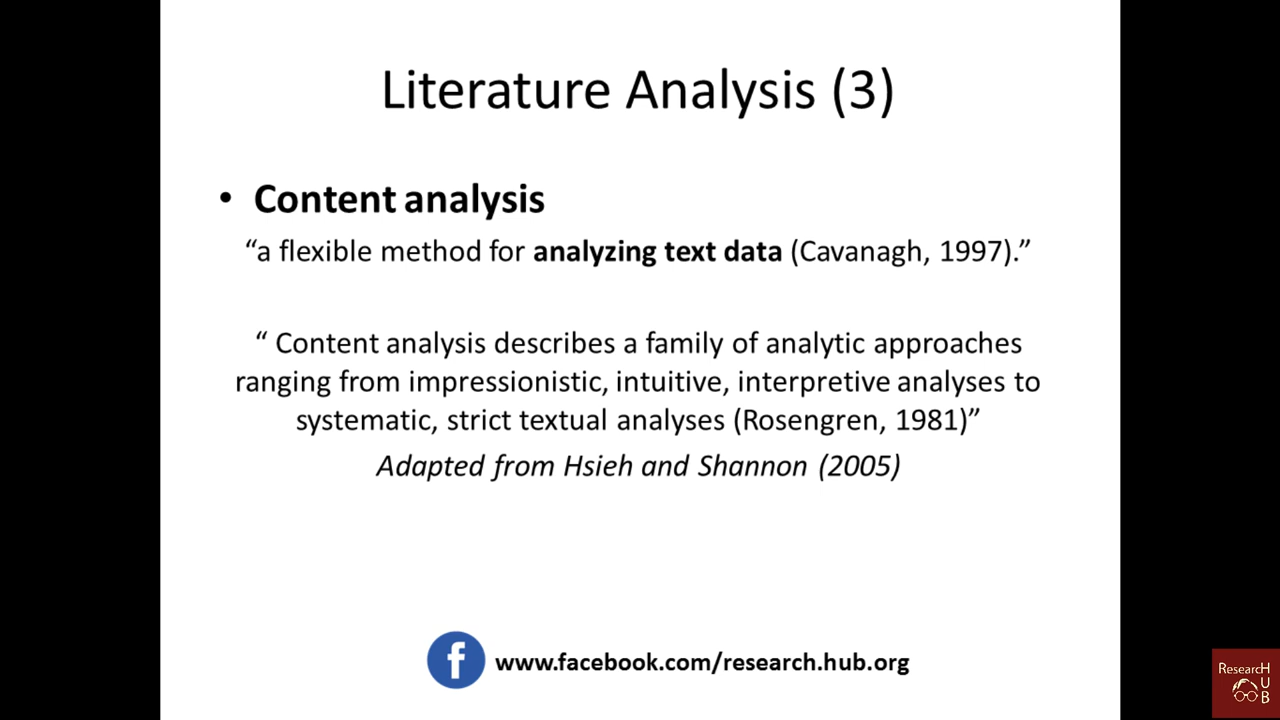 Literature Analysis (3)
• Content analysis
“a flexible method for analyzing text data (Cavanagh, 1997).”
“ Content analysis describes a family of analytic approaches
ranging from impressionistic, intuitive, interpretive analyses to
systematic, strict textual analyses (Rosengren, 1981)”
Adapted from Hsieh and Shannon (2005)
f www.facebook.com/research.hub.org
ResearcH
U
B